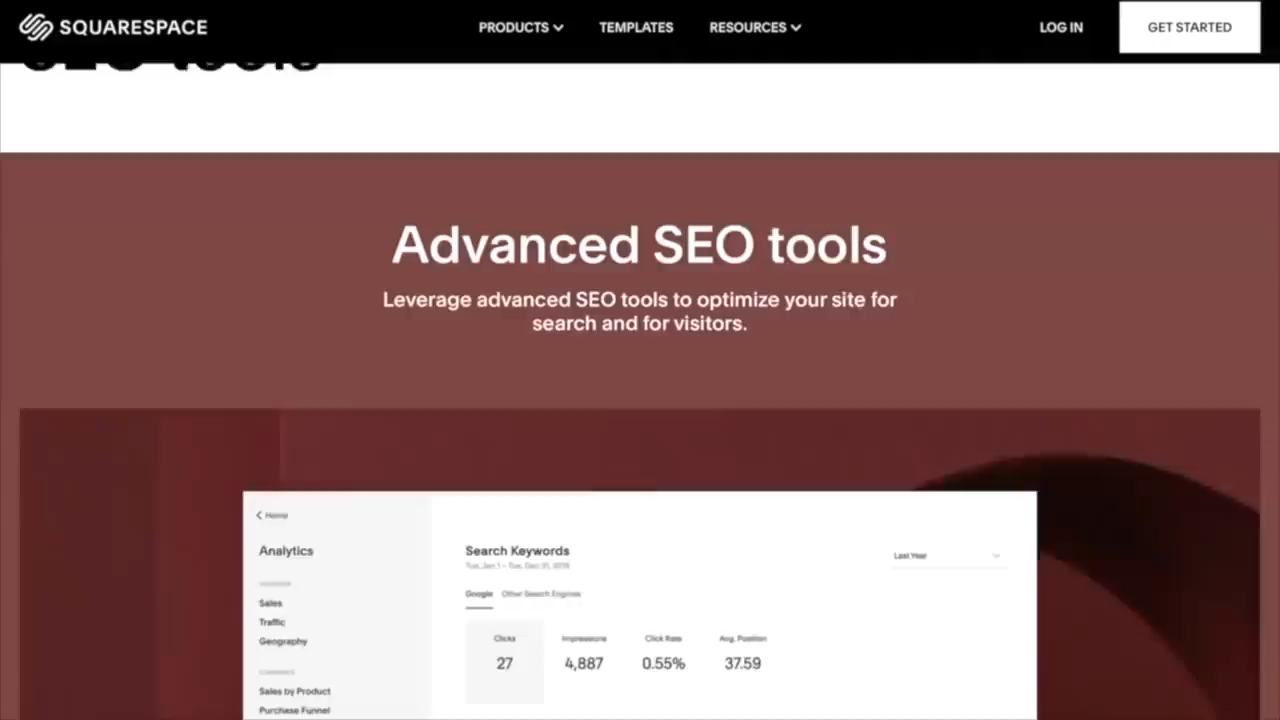 SQUARESPACE
PRODUCTS
TEMPLATES
RESOURCES
LOG IN
GET STARTED
SEO tools
Advanced SEO tools
Leverage advanced SEO tools to optimize your site for
search and for visitors.
Home
Analytics
Sales
Traffic
Geography
Sales by Product
Purchase Funnel
Search Keywords
Last Year
Google Other Search Engines
Clicks Impressions Click Rate Avg. Position
27 4,887 0.55% 37.59